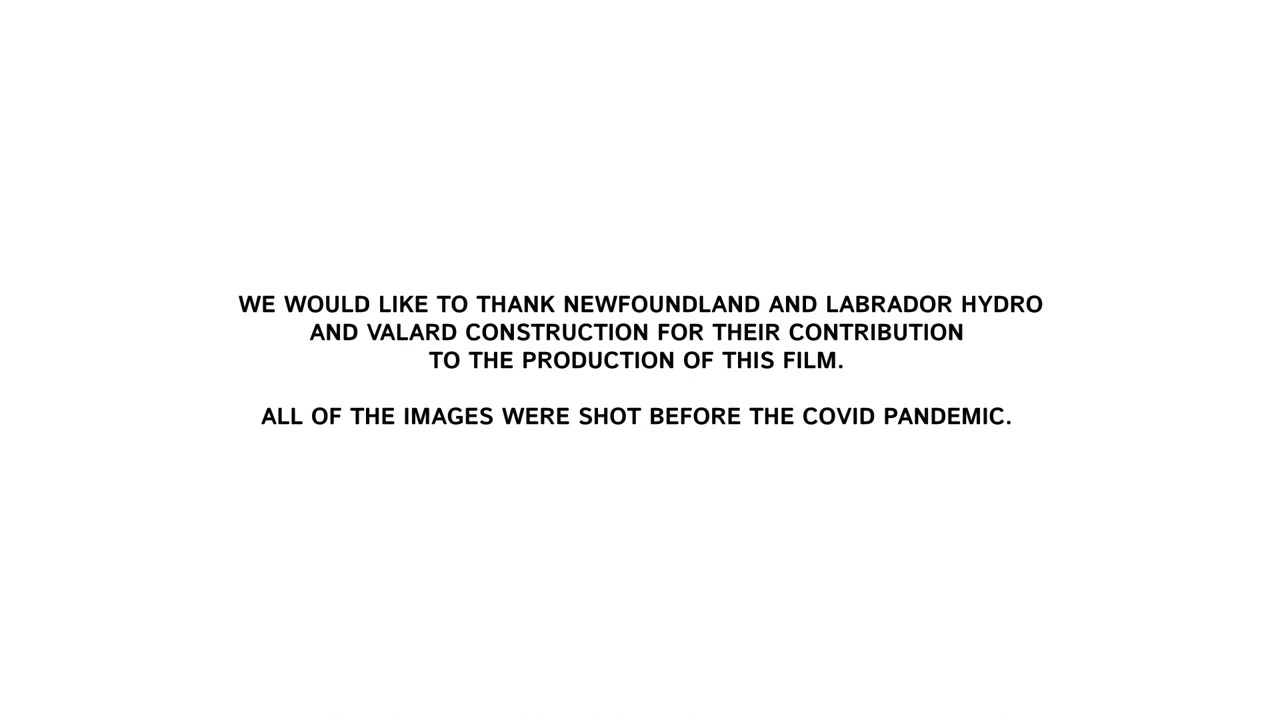 WE WOULD LIKE TO THANK NEWFOUNDLAND AND LABRADOR HYDRO
AND VALARD CONSTRUCTION FOR THEIR CONTRIBUTION
TO THE PRODUCTION OF THIS FILM.
ALL OF THE IMAGES WERE SHOT BEFORE THE COVID PANDEMIC.